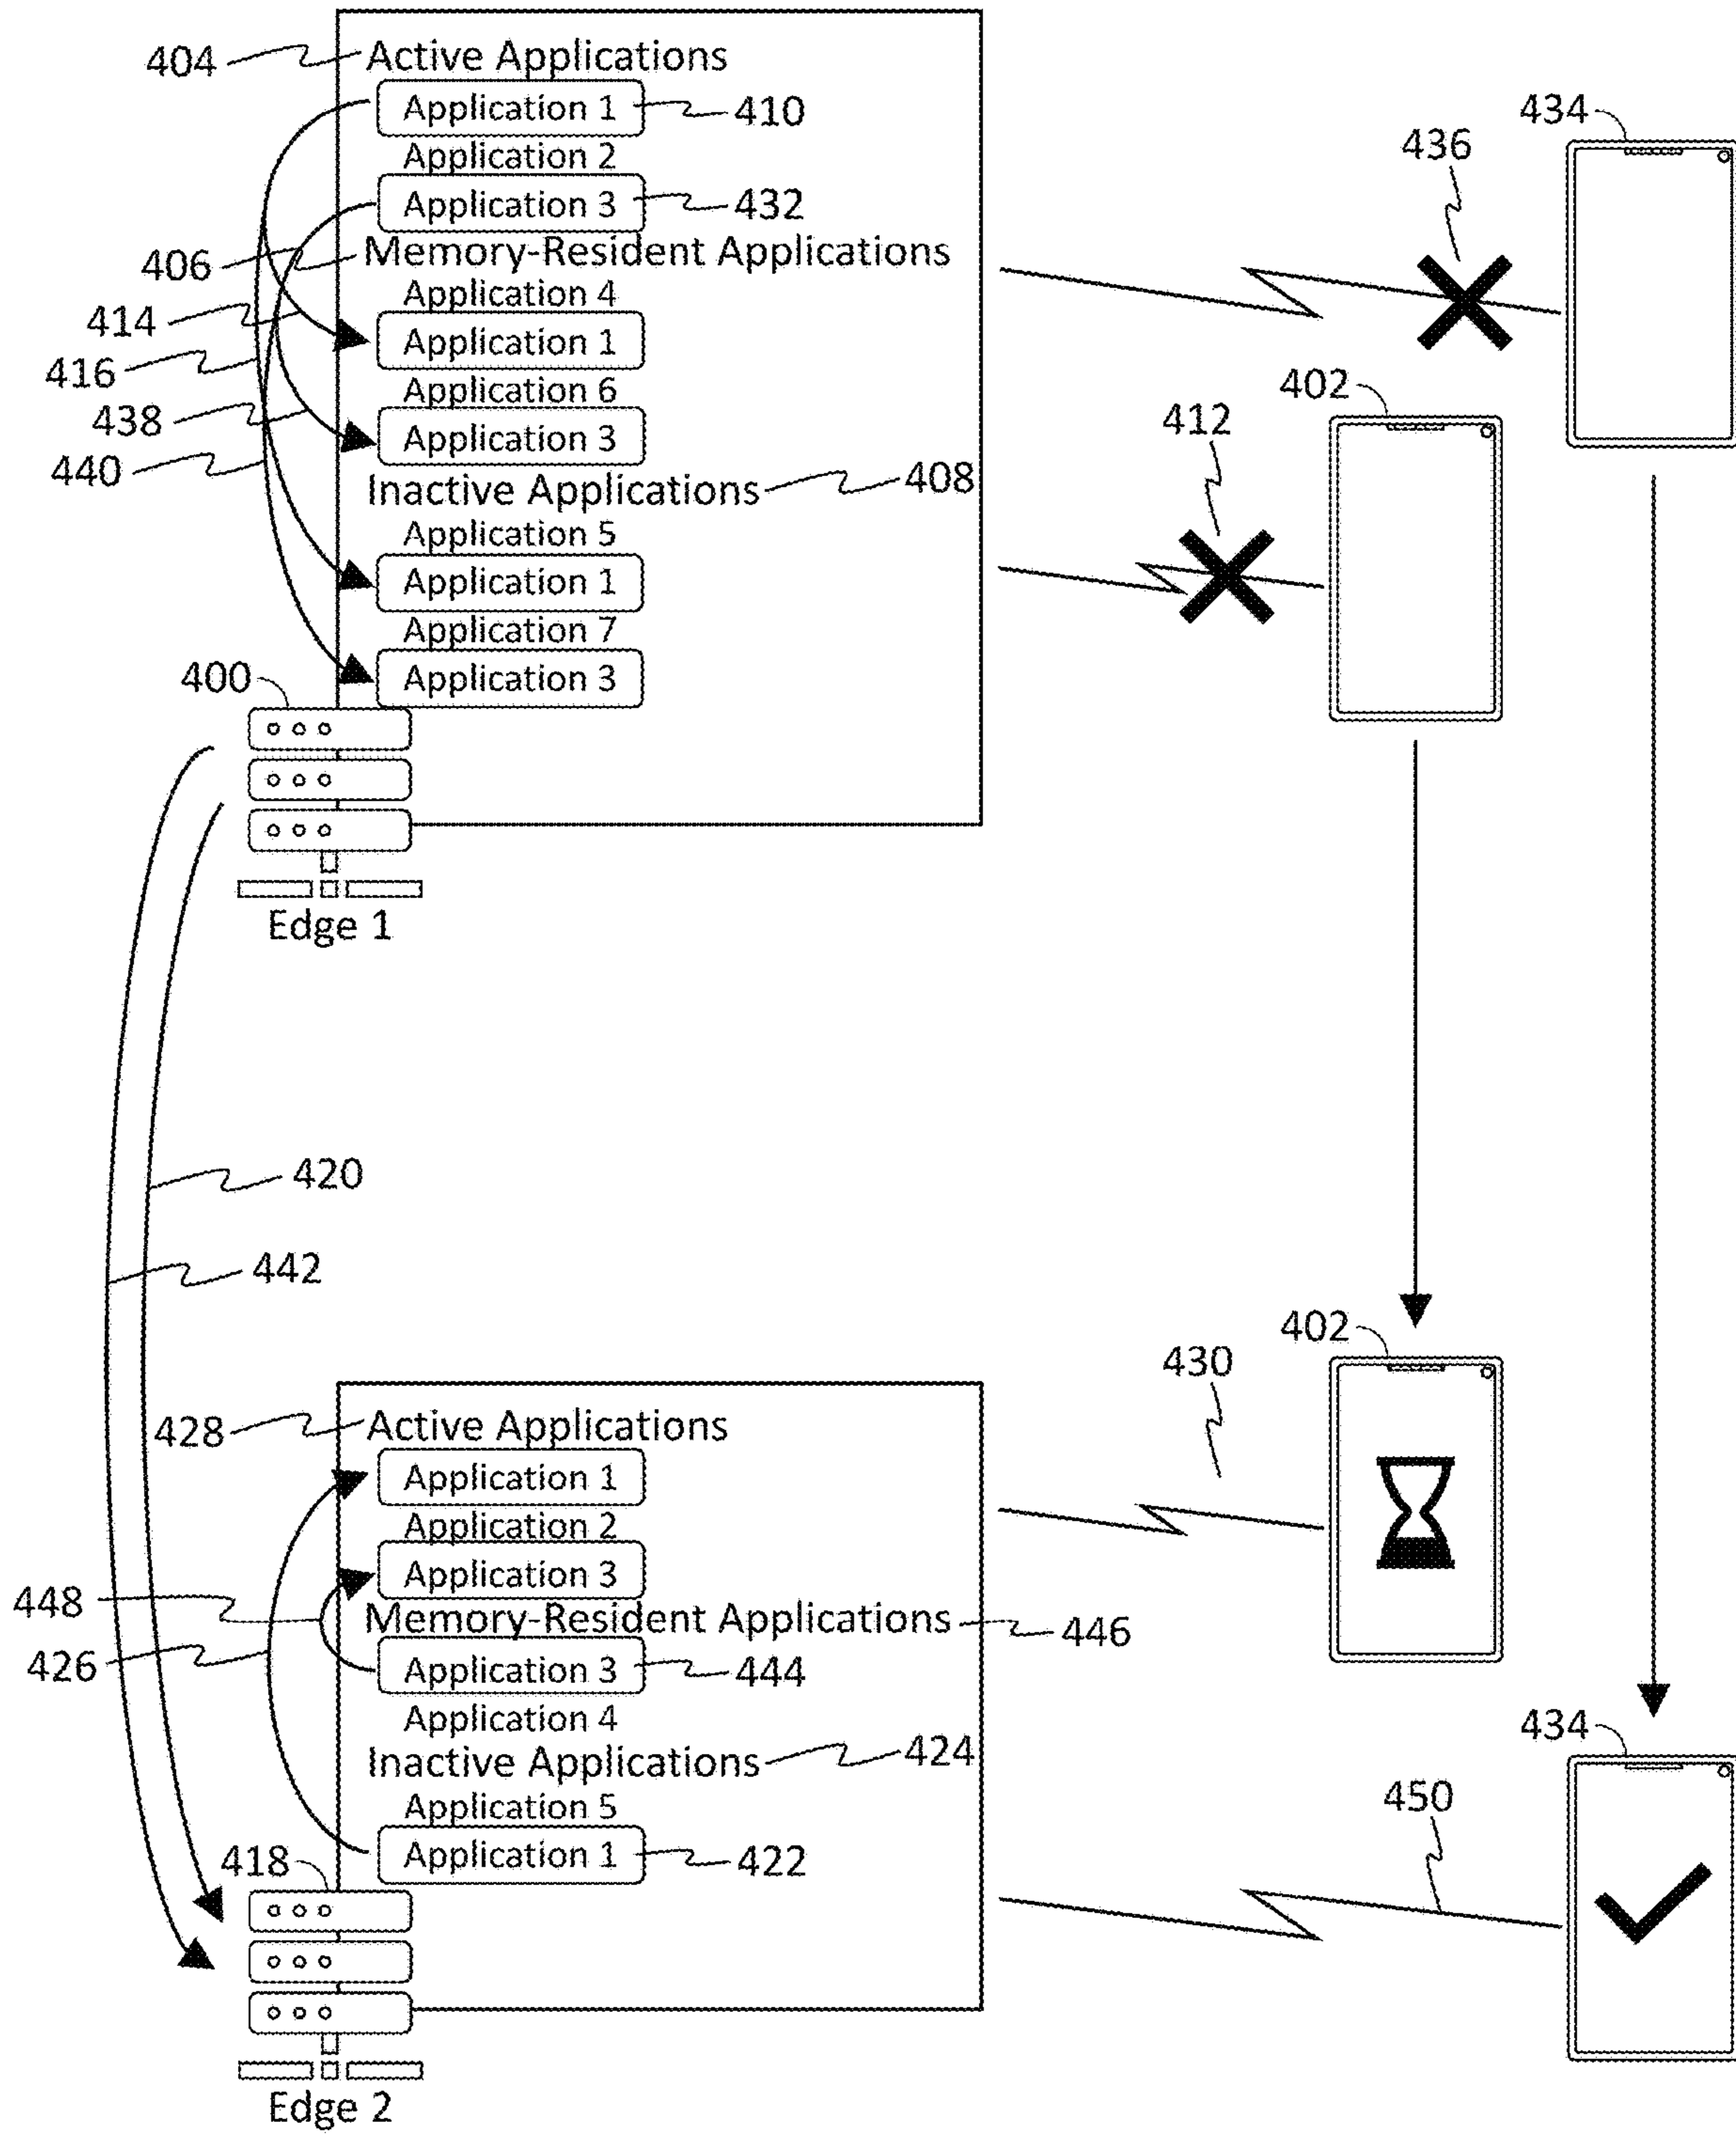 404
Active Applications
Application 1
410
434
436
Application 2
Application 3
432
406
Memory-Resident Applications
Application 4
414
Application 1
416
402
Application 6
412
438
Application 3
440
Inactive Applications
408
Application 5
Application 1
Application 7
400
Application 3
Edge 1
420
442
402
430
428
Active Applications
Application 1
Application 2
Application 3
448
Memory-Resident Applications
446
426
Application 3
444
Application 4
434
Inactive Applications
424
450
Application 5
Application 1
422
418
Edge 2